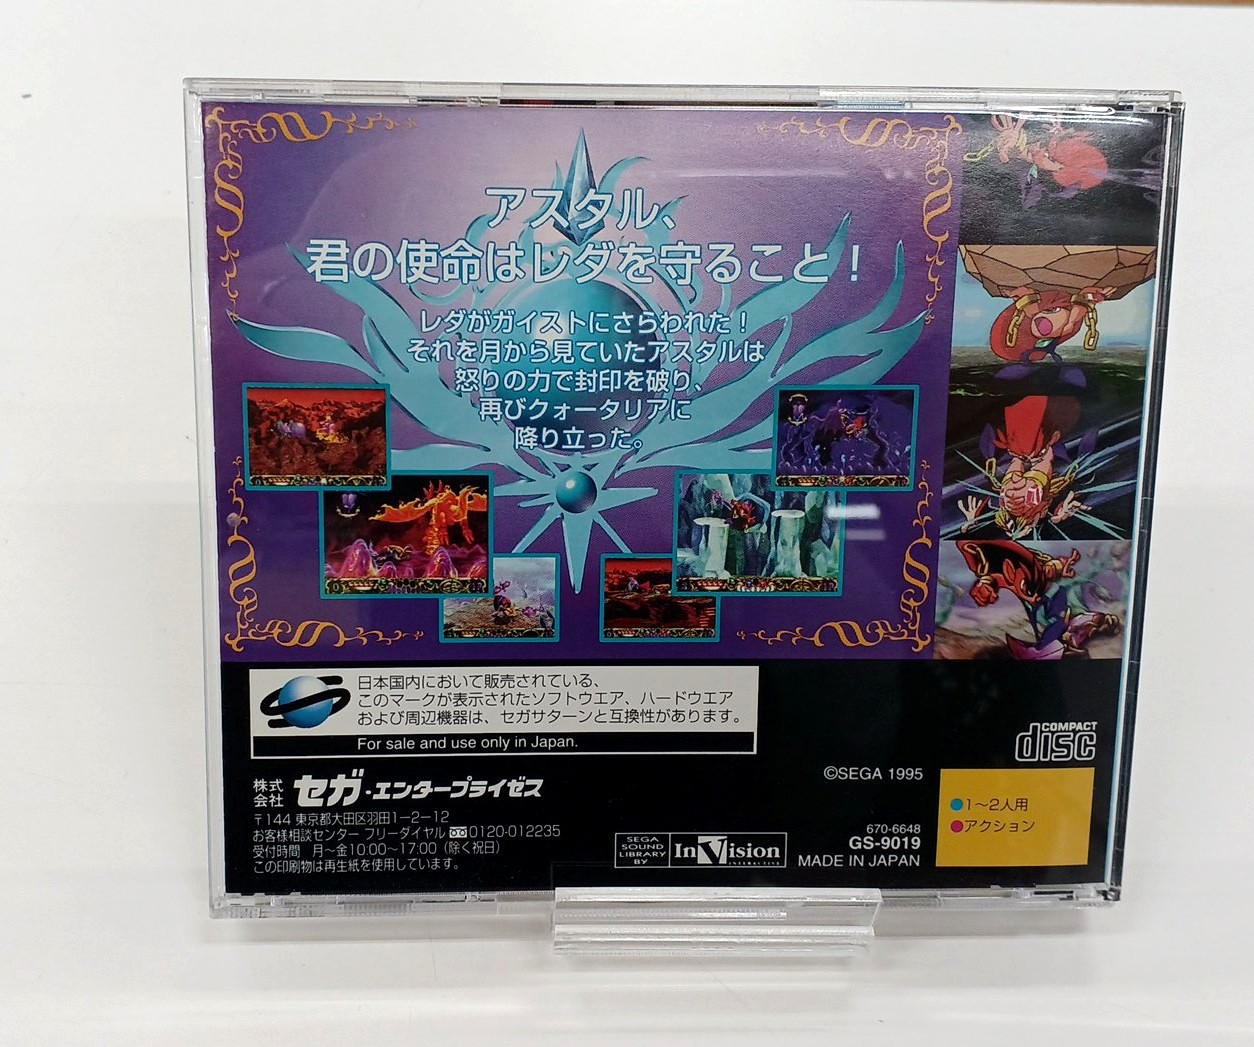 アスタル、
君の使命はレダを守ること！
レダがガイストにさらわれた！
それを月から見ていたアスタルは
怒りの力で封印を破り、
再びクォータリアに
降り立った。
日本国内において販売されている、
このマークが表示されたソフトウエア、ハードウエア
および周辺機器は、セガサターンと互換性があります。
For sale and use only in Japan.
COMPACT
disc
©SEGA 1995
株式会社 セガ・エンタープライゼス
〒144 東京都大田区羽田1-2-12
お客様相談センター フリーダイヤル 0120-012235
受付時間 月〜金10:00〜17:00（除く祝日）
この印刷物は再生紙を使用しています。
SEGA
SOUND
LIBRARY
BY
InVision
INTERACTIVE
670-6648
GS-9019
MADE IN JAPAN
●1〜2人用
●アクション